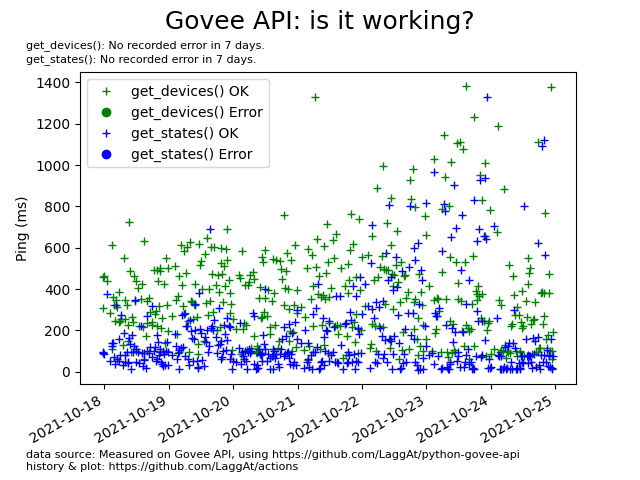 Govee API: is it working?
get_devices(): No recorded error in 7 days.
get_states(): No recorded error in 7 days.
1400
1200
1000
800
600
400
200
0
Ping (ms)
get_devices() OK
get_devices() Error
get_states() OK
get_states() Error
2021-10-18
2021-10-19
2021-10-20
2021-10-21
2021-10-22
2021-10-23
2021-10-24
2021-10-25
data source: Measured on Govee API, using https://github.com/LaggAt/python-govee-api
history & plot: https://github.com/LaggAt/actions